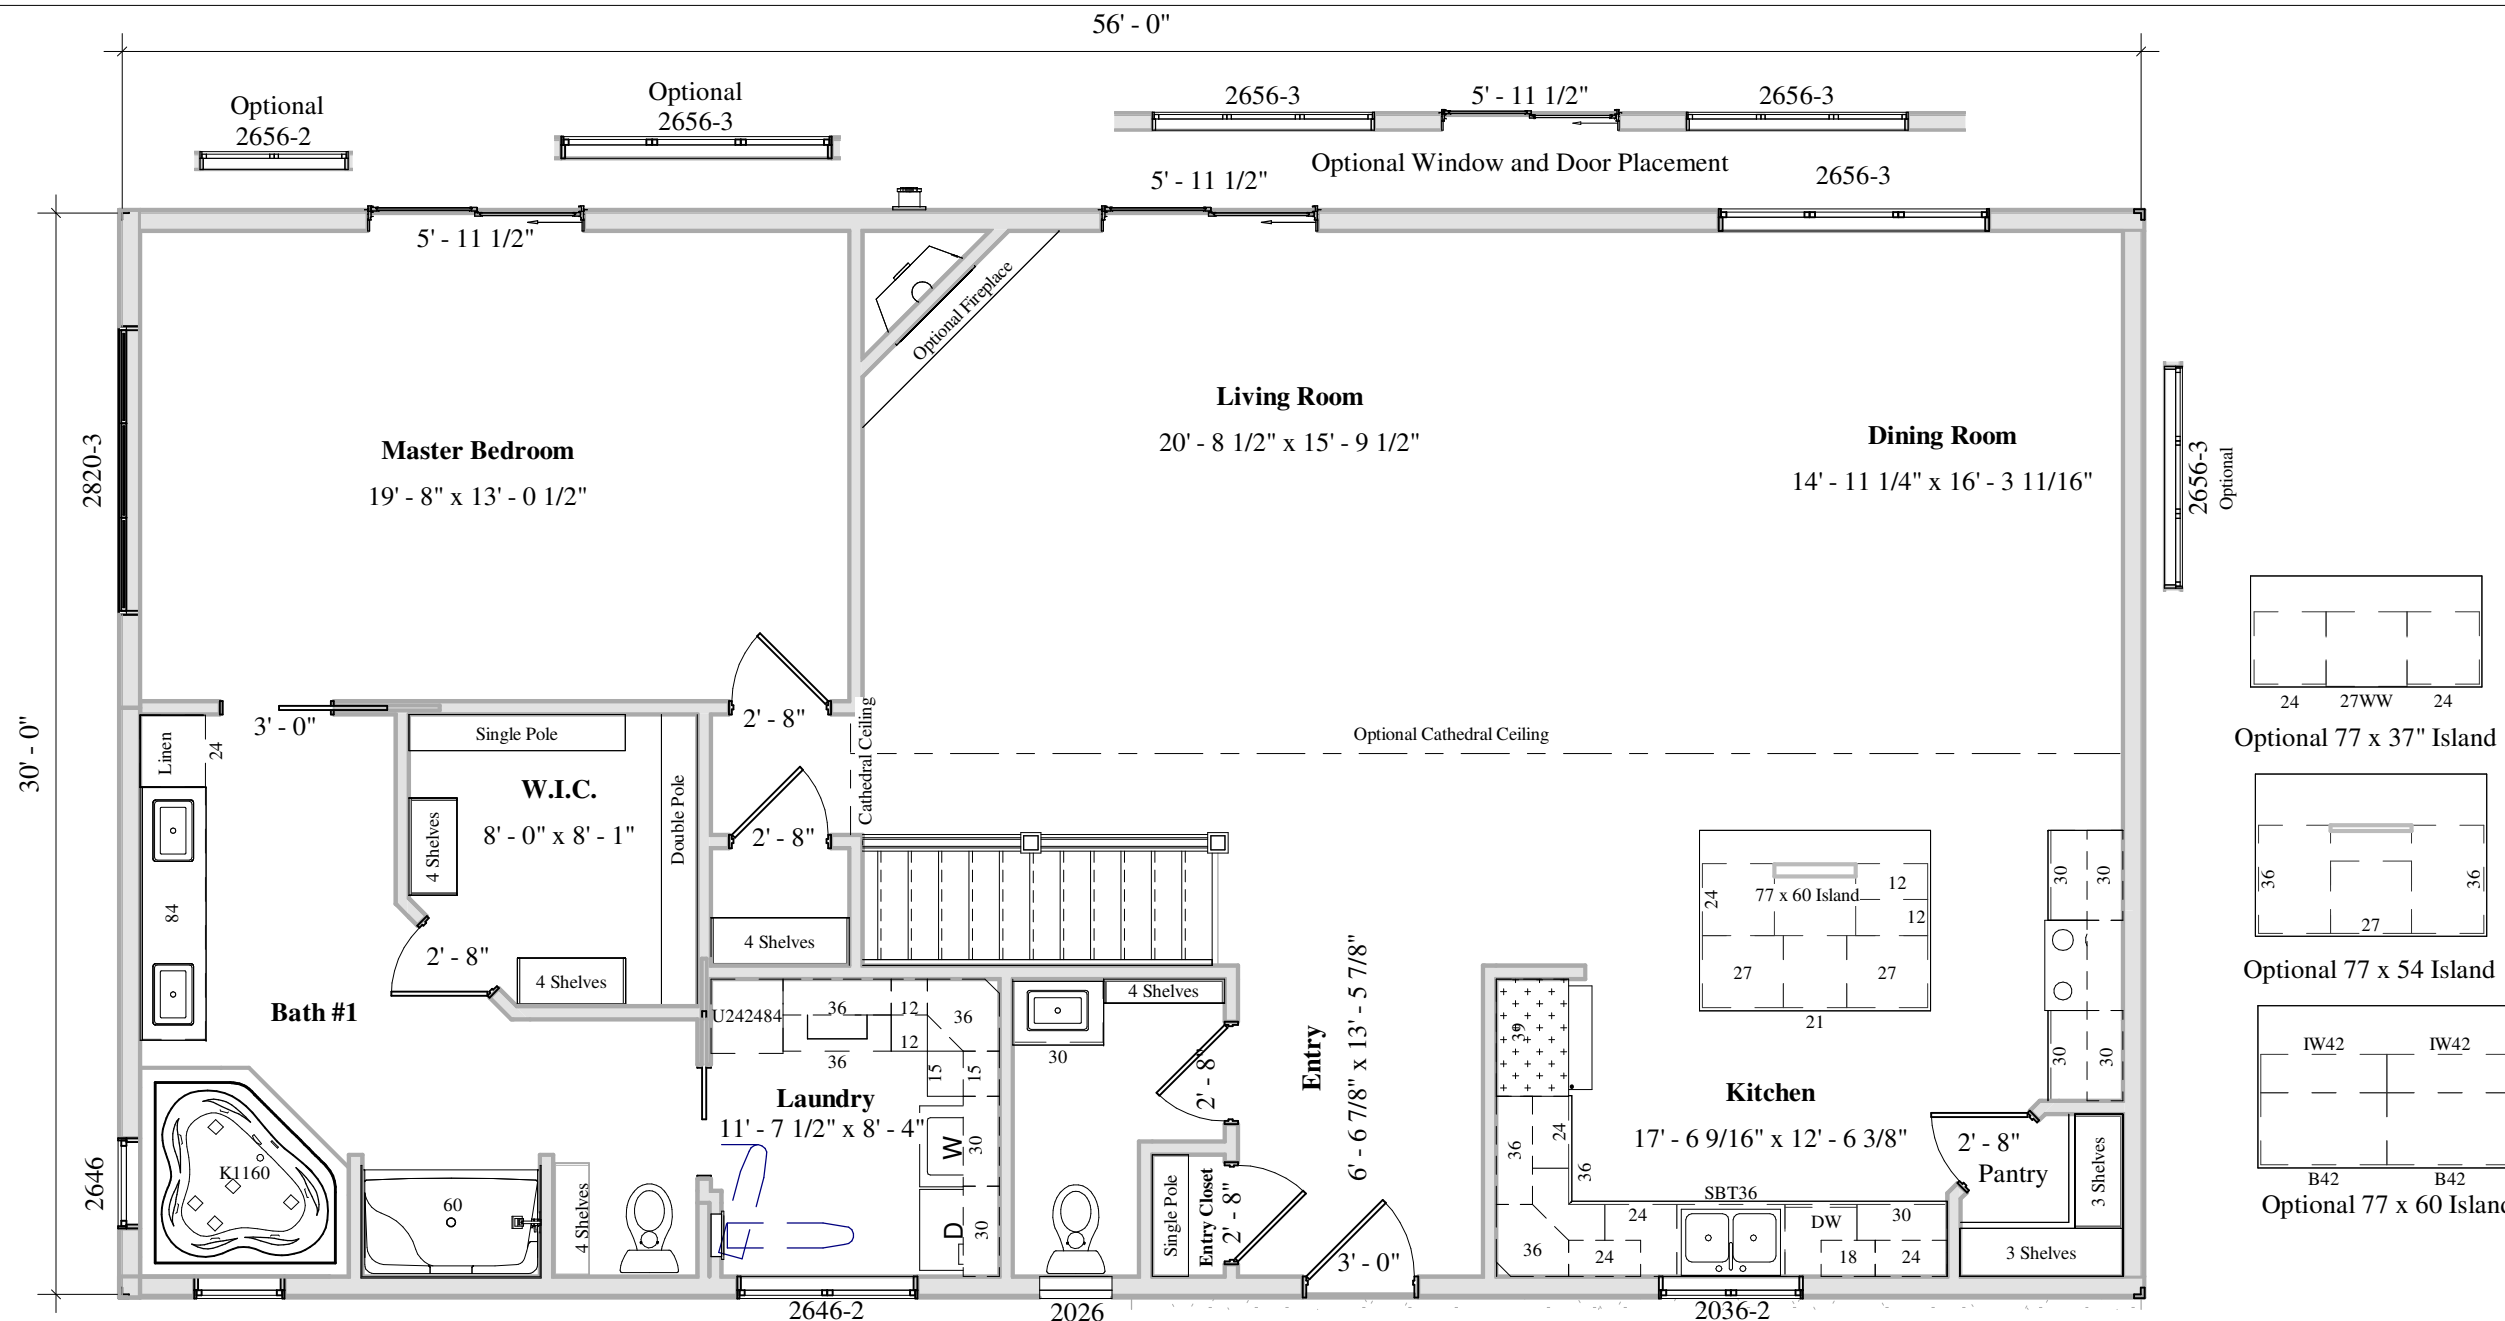 56' - 0"
Optional
2656-2
Optional
2656-3
2656-3
5' - 11 1/2"
2656-3
Optional Window and Door Placement
5' - 11 1/2"
2656-3
5' - 11 1/2"
Optional Fireplace
Living Room
20' - 8 1/2" x 15' - 9 1/2"
Dining Room
14' - 11 1/4" x 16' - 3 11/16"
Master Bedroom
19' - 8" x 13' - 0 1/2"
2820-3
2656-3
Optional
30' - 0"
24
27WW
24
Optional 77 x 37" Island
3' - 0"
2' - 8"
Linen
24
Single Pole
Optional Cathedral Ceiling
Cathedral Ceiling
W.I.C.
8' - 0" x 8' - 1"
Double Pole
4 Shelves
2' - 8"
84
2' - 8"
4 Shelves
4 Shelves
24
77 x 60 Island
12
12
27
27
21
30
30
36
36
27
Optional 77 x 54 Island
Bath #1
U242484
36
12
12
36
36
15
15
4 Shelves
30
2' - 8
Entry
6' - 6 7/8" x 13' - 5 7/8"
30
30
IW42
IW42
B42
B42
Optional 77 x 60 Island
Laundry
11' - 7 1/2" x 8' - 4"
W
30
D
30
Kitchen
17' - 6 9/16" x 12' - 6 3/8"
36
24
36
2' - 8"
Pantry
3 Shelves
3 Shelves
2646
K1160
60
4 Shelves
Single Pole
Entry Closet
2' - 8"
3' - 0"
SBT36
24
36
24
DW
18
30
24
2646-2
2026
2036-2